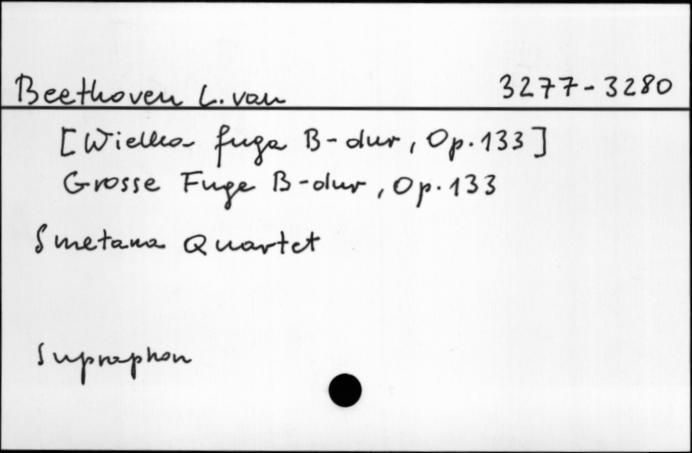 Beethoven L. van 3277-3280
[Wielka fuga B-dur, Op. 133]
Grosse Fuge B-dur, Op. 133
Smetana Quartet
Supraphon